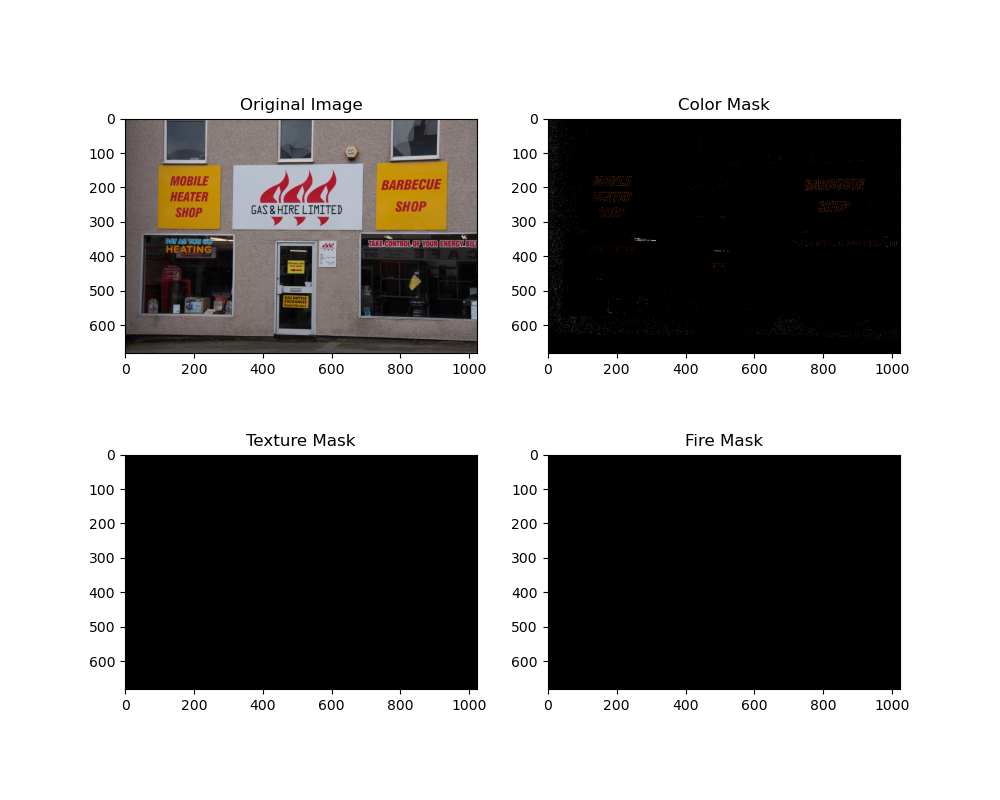 Original Image
Color Mask
0
100
200
300
400
500
600
0
200
400
600
800
1000
MOBILE
HEATER
SHOP
GAS & HIRE LIMITED
BARBECUE
SHOP
PAY AS YOU GO
HEATING
TAKE CONTROL OF YOUR ENERGY
0
100
200
300
400
500
600
0
200
400
600
800
1000
MOBILE
HEATER
SHOP
BARBECUE
SHOP
Texture Mask
Fire Mask
0
100
200
300
400
500
600
0
200
400
600
800
1000
0
100
200
300
400
500
600
0
200
400
600
800
1000